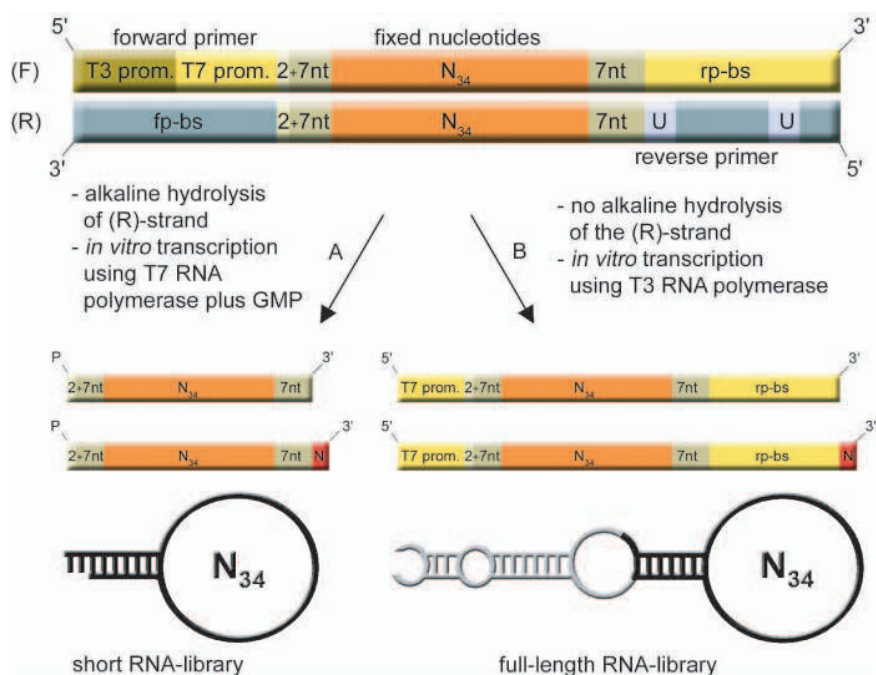 5' 3'
forward primer fixed nucleotides
(F) T3 prom. T7 prom. 2+7nt N34 7nt rp-bs
(R) fp-bs 2+7nt N34 7nt U U
reverse primer
3' 5'
- alkaline hydrolysis
of (R)-strand
- in vitro transcription
using T7 RNA
polymerase plus GMP
A
B
- no alkaline hydrolysis
of the (R)-strand
- in vitro transcription
using T3 RNA polymerase
P 3'
2+7nt N34 7nt
P 3'
2+7nt N34 7nt N
N34
short RNA-library
5' 3'
T7 prom. 2+7nt N34 7nt rp-bs
5' 3'
T7 prom. 2+7nt N34 7nt rp-bs N
N34
full-length RNA-library